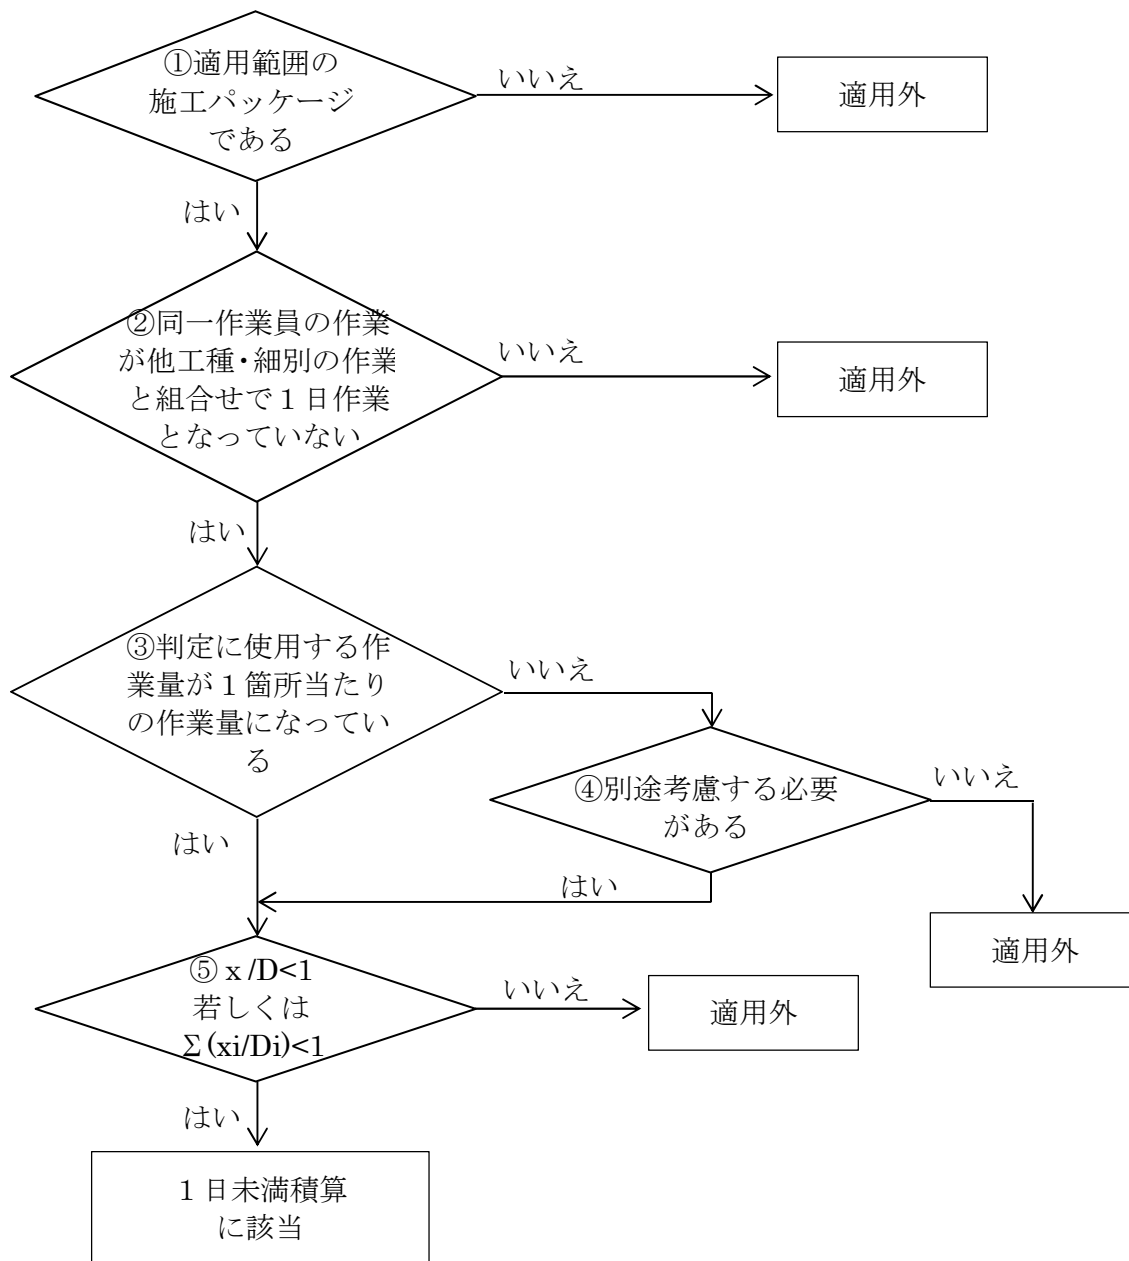 ①適用範囲の
施工パッケージ
である
いいえ
適用外
はい
②同一作業員の作業
が他工種・細別の作業
と組合せで１日作業
となっていない
いいえ
適用外
はい
③判定に使用する作
業量が１箇所当たり
の作業量になってい
る
いいえ
④別途考慮する必要
がある
いいえ
はい
はい
適用外
⑤ｘ/D<1
若しくは
Σ(xi/Di)<1
いいえ
適用外
はい
１日未満積算
に該当